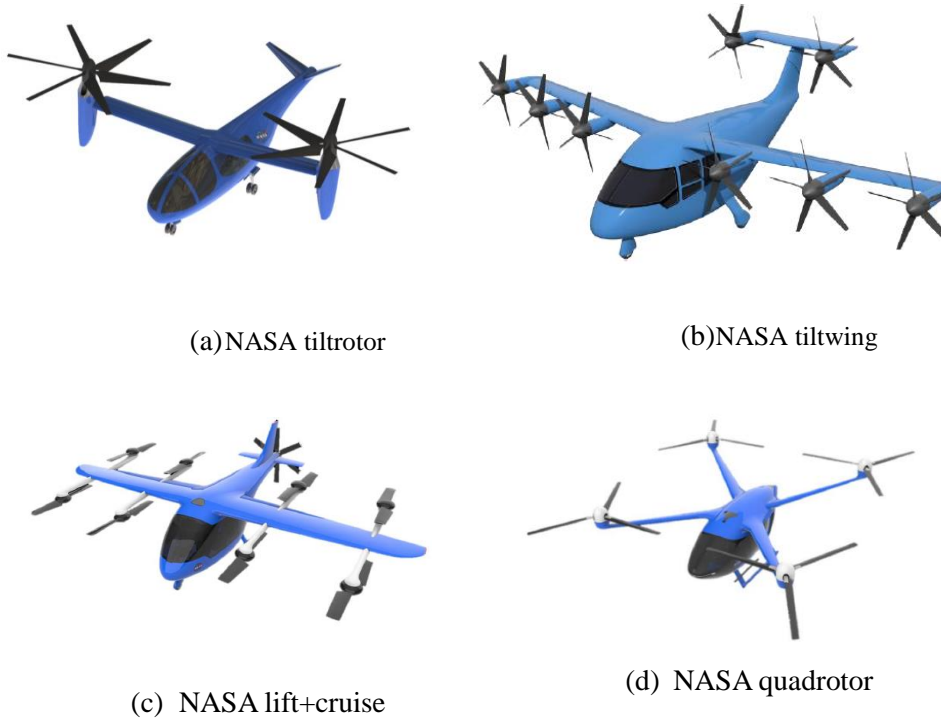 (a) NASA tiltrotor
(b) NASA tiltwing
(c) NASA lift+cruise
(d) NASA quadrotor